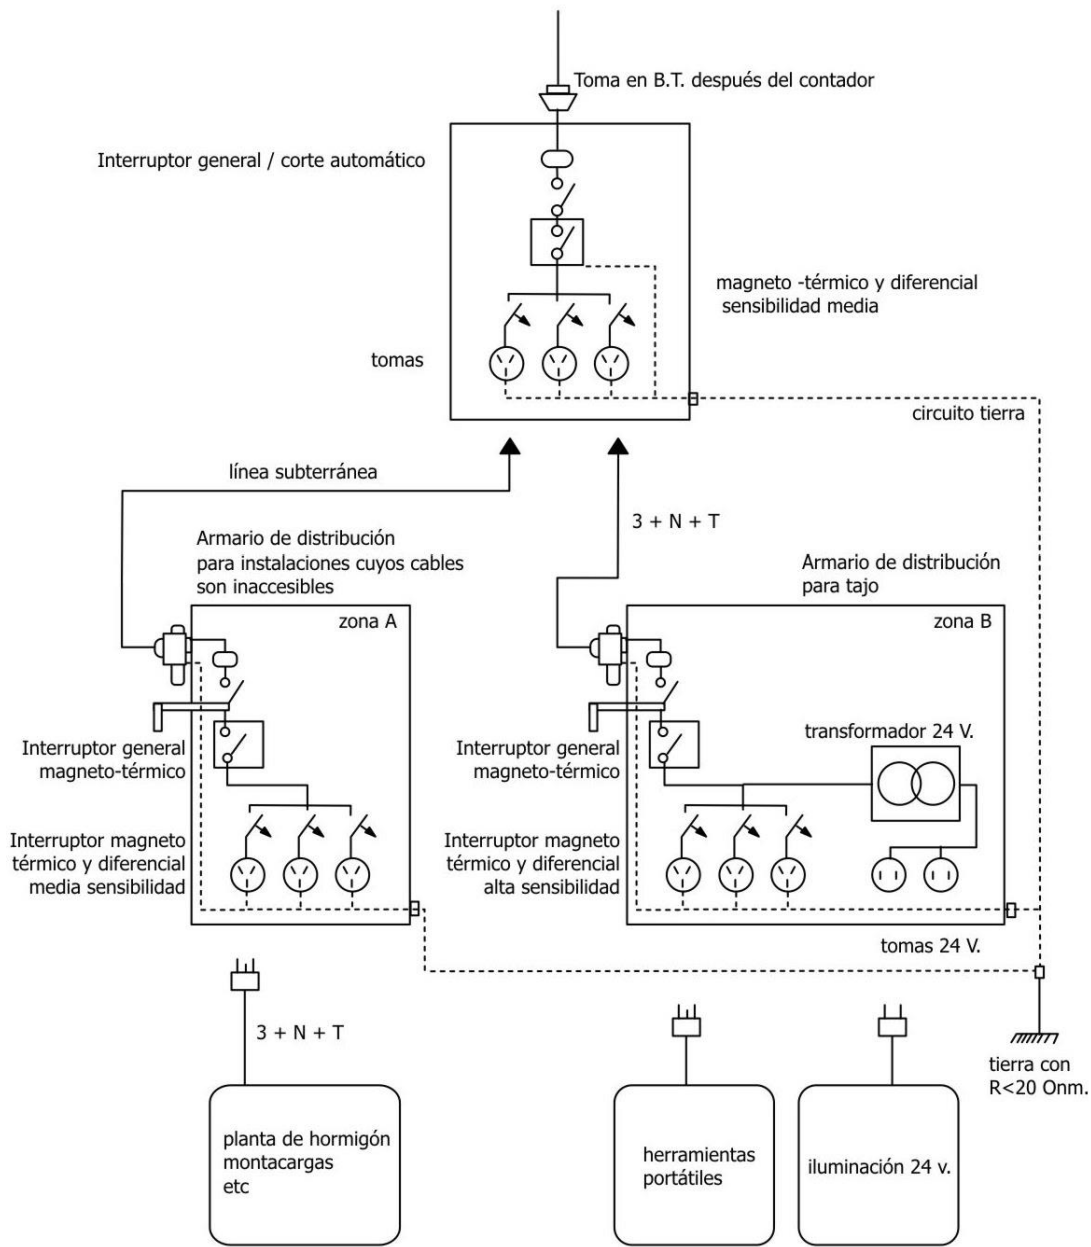 Toma en B.T. después del contador
Interruptor general / corte automático
magneto -térmico y diferencial
sensibilidad media
tomas
circuito tierra
línea subterránea
3 + N + T
Armario de distribución
para instalaciones cuyos cables
son inaccesibles
Armario de distribución
para tajo
zona A
zona B
Interruptor general
magneto-térmico
Interruptor general
magneto-térmico
transformador 24 V.
Interruptor magneto
térmico y diferencial
media sensibilidad
Interruptor magneto
térmico y diferencial
alta sensibilidad
tomas 24 V.
3 + N + T
tierra con
R<20 Onm.
planta de hormigón
montacargas
etc
herramientas
portátiles
iluminación 24 v.